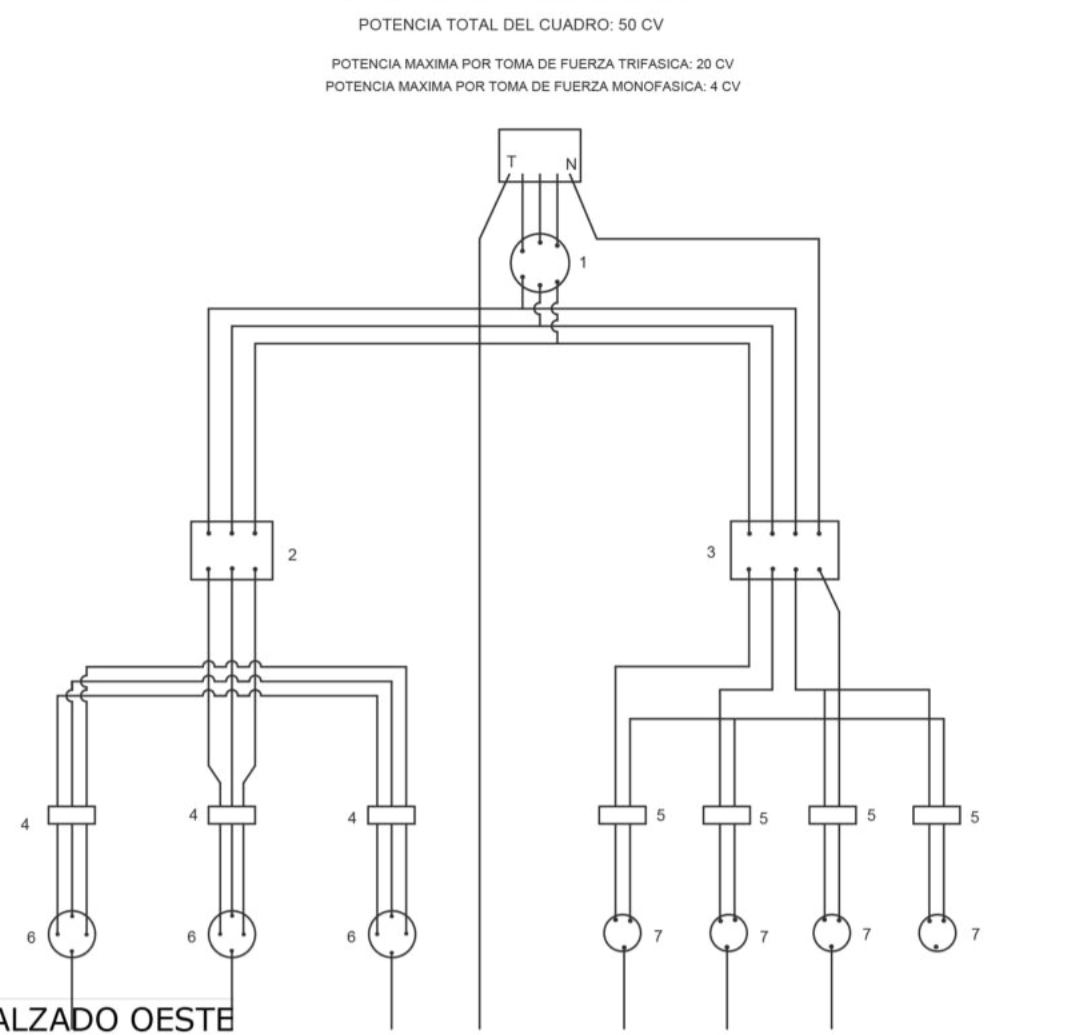 POTENCIA TOTAL DEL CUADRO: 50 CV
POTENCIA MAXIMA POR TOMA DE FUERZA TRIFASICA: 20 CV
POTENCIA MAXIMA POR TOMA DE FUERZA MONOFASICA: 4 CV
T N
1
2 3
4 4 4 5 5 5 5
6 6 6 7 7 7 7
ALZADO OESTE